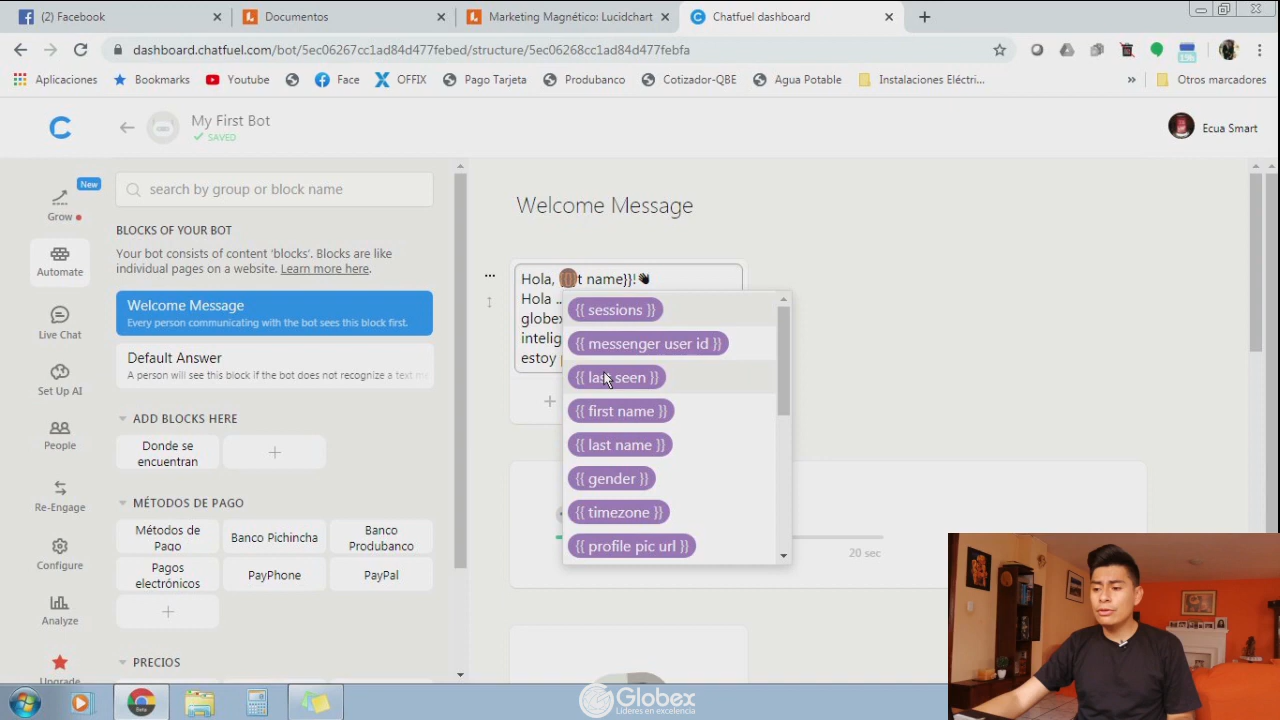 (2) Facebook
Documentos
Marketing Magnético: Lucidchart
Chatfuel dashboard
dashboard.chatfuel.com/bot/5ec06267cc1ad84d477febed/structure/5ec06268cc1ad84d477febfa
Aplicaciones
Bookmarks
Youtube
Face
OFFIX
Pago Tarjeta
Produbanco
Cotizador-QBE
Agua Potable
Instalaciones Eléctri...
»
Otros marcadores
My First Bot
SAVED
Ecua Smart
New
Grow
Automate
Live Chat
Set Up AI
People
Re-Engage
Configure
Analyze
Upgrade
search by group or block name
BLOCKS OF YOUR BOT
Your bot consists of content 'blocks'. Blocks are like
individual pages on a website. Learn more here.
Welcome Message
Every person communicating with the bot sees this block first.
Default Answer
A person will see this block if the bot does not recognize a text me
ADD BLOCKS HERE
Donde se
encuentran
MÉTODOS DE PAGO
Métodos de
Pago
Banco Pichincha
Banco
Produbanco
Pagos
electrónicos
PayPhone
PayPal
PRECIOS
Welcome Message
Hola, t name}}!
Hola ..
globex
intelig
estoy
{{ sessions }}
{{ messenger user id }}
{{ last seen }}
{{ first name }}
{{ last name }}
{{ gender }}
{{ timezone }}
{{ profile pic url }}
20 sec
Globex
Líderes en excelencia